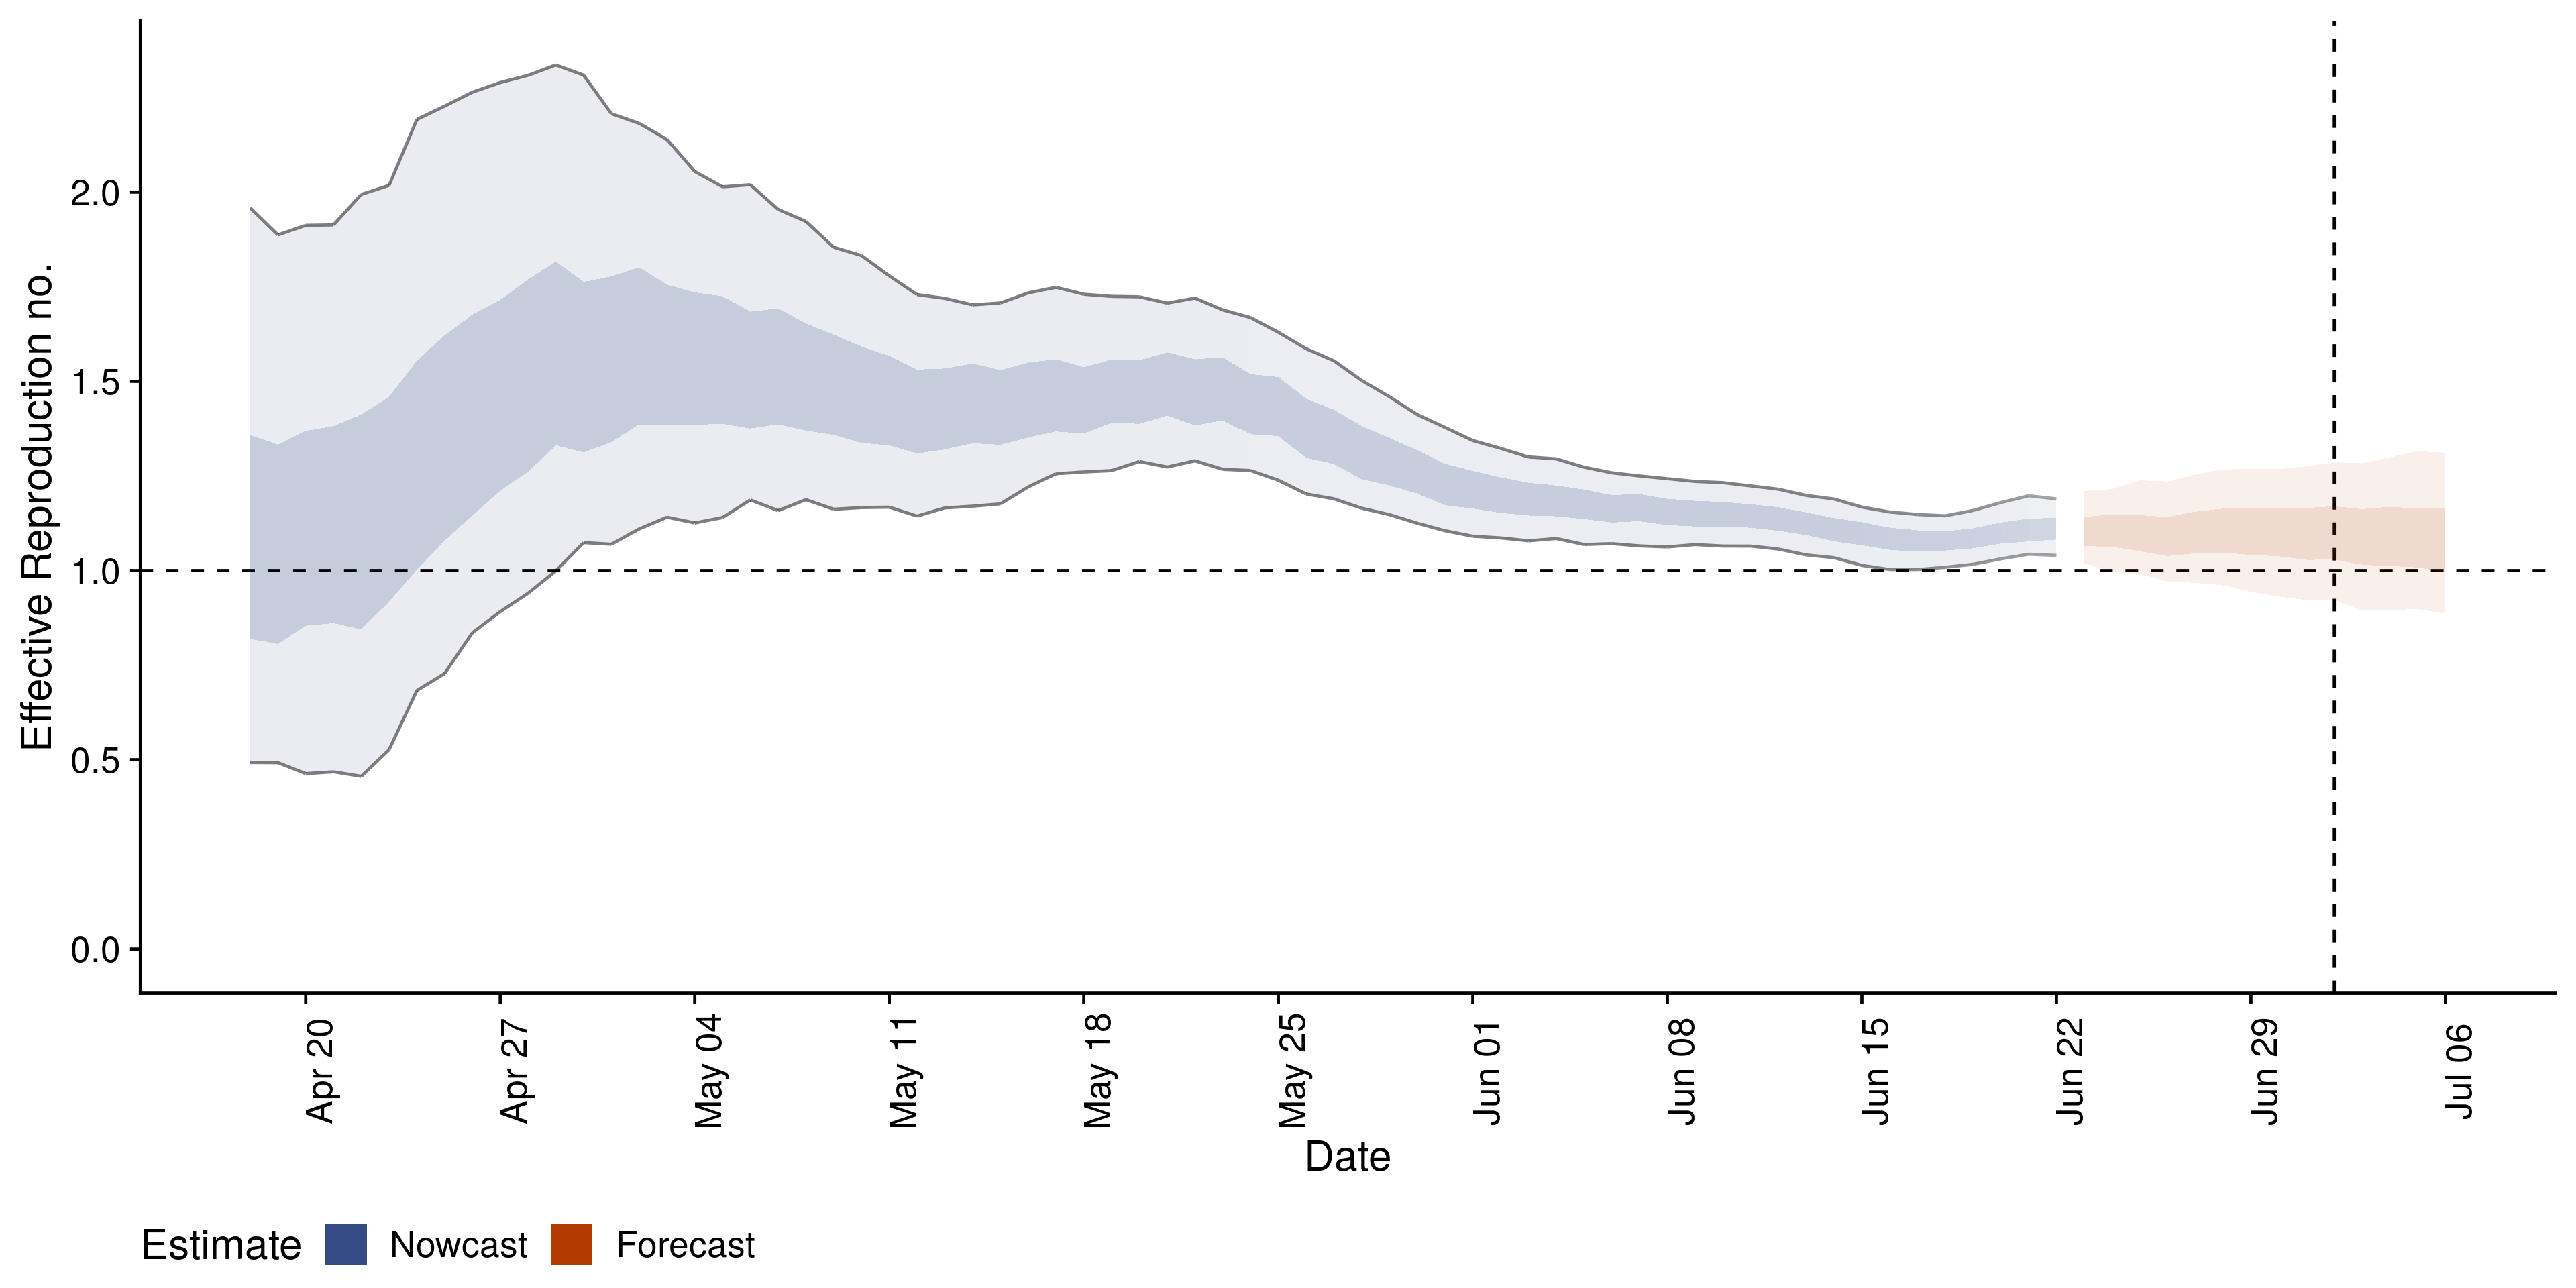 Effective Reproduction no.
2.0
1.5
1.0
0.5
0.0
Apr 20
Apr 27
May 04
May 11
May 18
May 25
Jun 01
Jun 08
Jun 15
Jun 22
Jun 29
Jul 06
Date
Estimate Nowcast Forecast